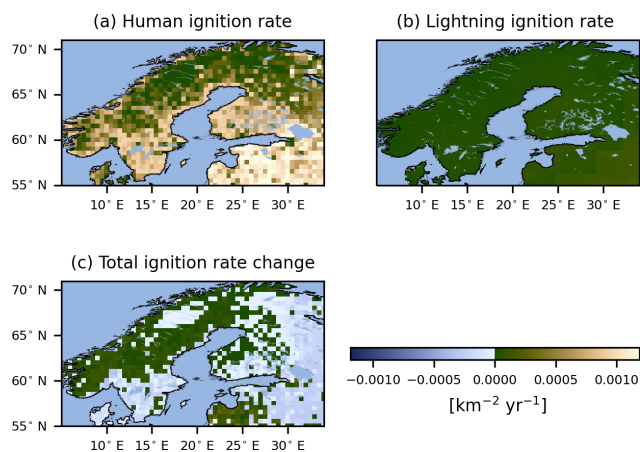 (a) Human ignition rate
(b) Lightning ignition rate
70° N
65° N
60° N
55° N
10° E 15° E 20° E 25° E 30° E
10° E 15° E 20° E 25° E 30° E
(c) Total ignition rate change
70° N
65° N
60° N
55° N
10° E 15° E 20° E 25° E 30° E
−0.0010 −0.0005 0.0000 0.0005 0.0010
[km⁻² yr⁻¹]